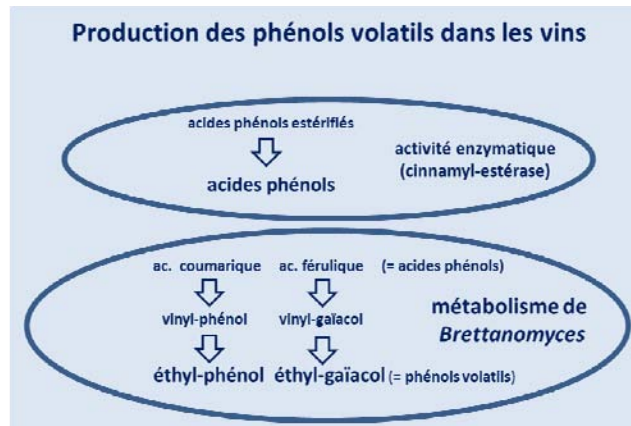 Production des phénols volatils dans les vins
acides phénols estérifiés
activité enzymatique
(cinnamyl-estérase)
acides phénols
ac. coumarique ac. férulique (= acides phénols)
vinyl-phénol vinyl-gaïacol
métabolisme de
Brettanomyces
éthyl-phénol éthyl-gaïacol (= phénols volatils)